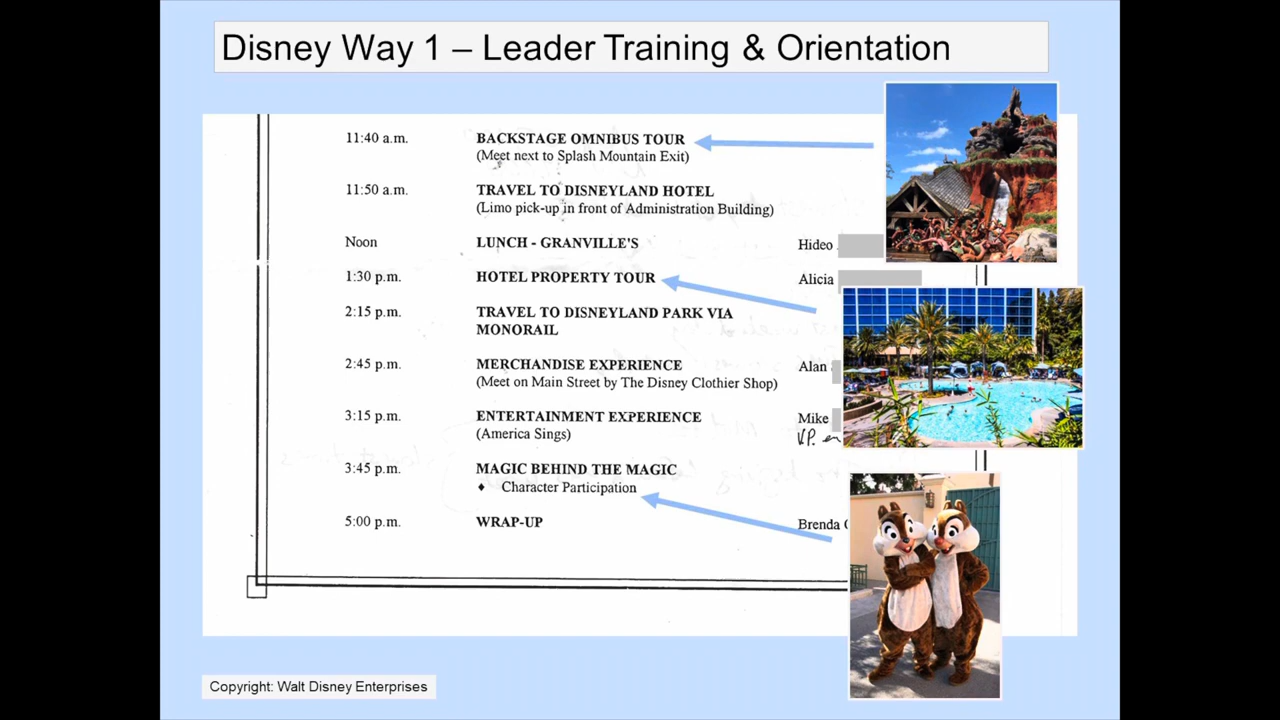 Disney Way 1 – Leader Training & Orientation
11:40 a.m. BACKSTAGE OMNIBUS TOUR
(Meet next to Splash Mountain Exit)
11:50 a.m. TRAVEL TO DISNEYLAND HOTEL
(Limo pick-up in front of Administration Building)
Noon LUNCH - GRANVILLE'S Hideo
1:30 p.m. HOTEL PROPERTY TOUR Alicia
2:15 p.m. TRAVEL TO DISNEYLAND PARK VIA
MONORAIL
2:45 p.m. MERCHANDISE EXPERIENCE Alan
(Meet on Main Street by The Disney Clothier Shop)
3:15 p.m. ENTERTAINMENT EXPERIENCE Mike
(America Sings) V.P.
3:45 p.m. MAGIC BEHIND THE MAGIC
♦ Character Participation
5:00 p.m. WRAP-UP Brenda
Copyright: Walt Disney Enterprises